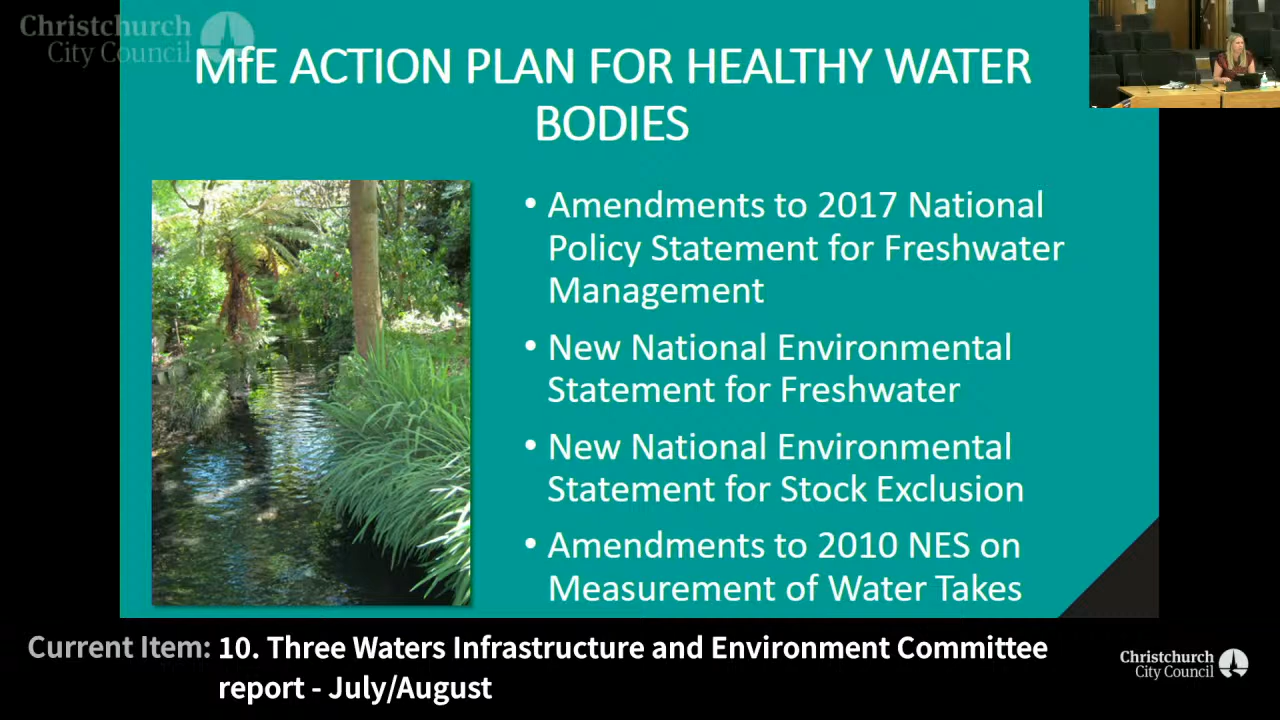 Christchurch
City Council
MfE ACTION PLAN FOR HEALTHY WATER
BODIES
• Amendments to 2017 National
Policy Statement for Freshwater
Management
• New National Environmental
Statement for Freshwater
• New National Environmental
Statement for Stock Exclusion
• Amendments to 2010 NES on
Measurement of Water Takes
Current Item: 10. Three Waters Infrastructure and Environment Committee
report - July/August
Christchurch
City Council